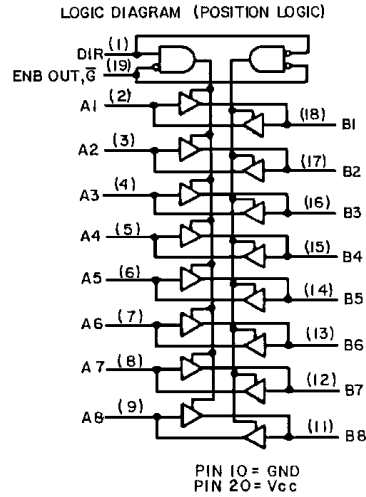 LOGIC DIAGRAM (POSITION LOGIC)
DIR (1)
ENB OUT, G̅ (19)
A1 (2)
(18) B1
A2 (3)
(17) B2
A3 (4)
(16) B3
A4 (5)
(15) B4
A5 (6)
(14) B5
A6 (7)
(13) B6
A7 (8)
(12) B7
A8 (9)
(11) B8
PIN 10 = GND
PIN 20 = Vcc